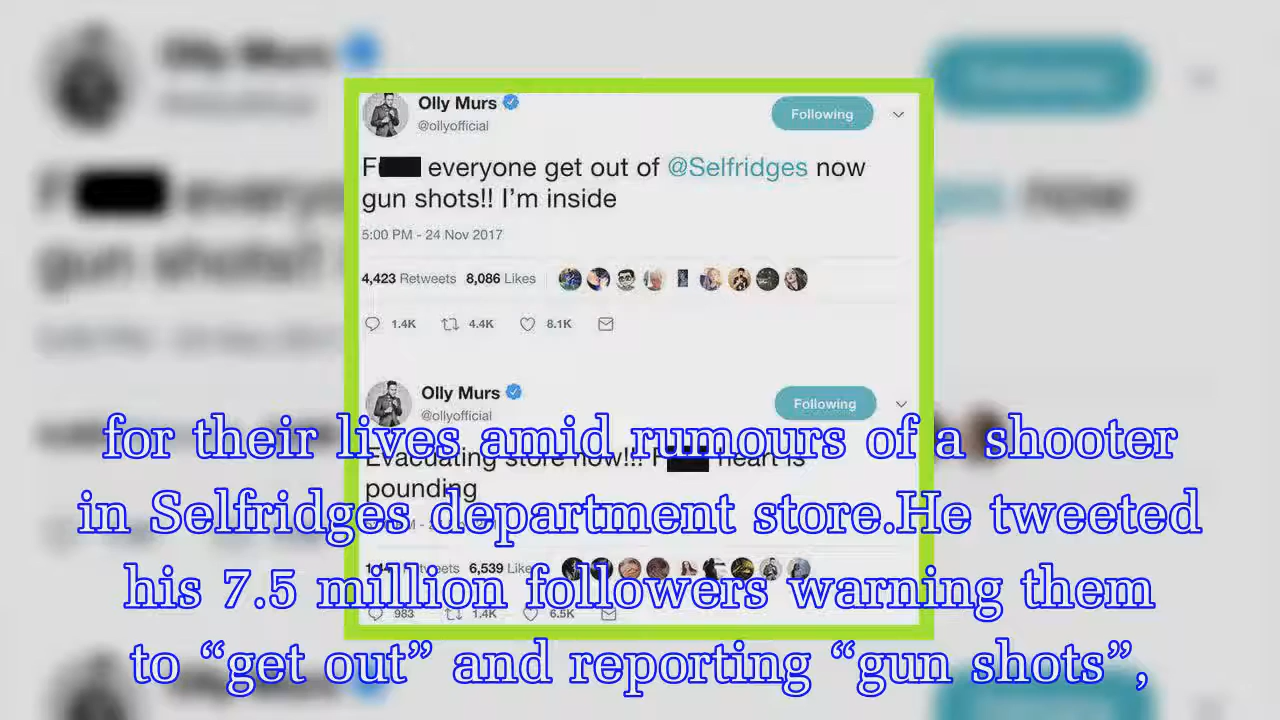 Olly Murs
@ollyofficial
Following
F everyone get out of @Selfridges now
gun shots!! I’m inside
5:00 PM - 24 Nov 2017
4,423 Retweets 8,086 Likes
1.4K 4.4K 8.1K
Olly Murs
@ollyofficial
Following
Evacuating store now!!! F heart is
pounding
6,539 Likes
983 1.4K 6.5K
for their lives amid rumours of a shooter
in Selfridges department store.He tweeted
his 7.5 million followers warning them
to “get out” and reporting “gun shots”,